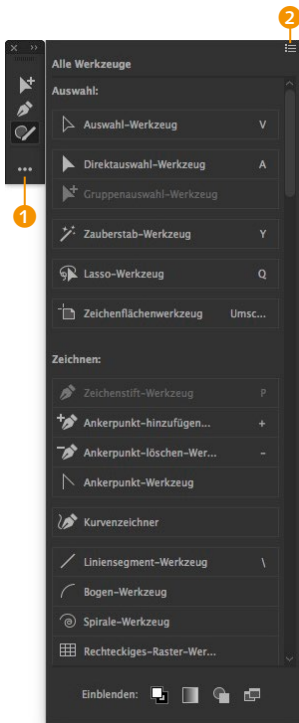 2
Alle Werkzeuge
Auswahl:
Auswahl-Werkzeug V
Direktauswahl-Werkzeug A
Gruppenauswahl-Werkzeug
1
Zauberstab-Werkzeug Y
Lasso-Werkzeug Q
Zeichenflächenwerkzeug Umsc...
Zeichnen:
Zeichenstift-Werkzeug P
Ankerpunkt-hinzufügen... +
Ankerpunkt-löschen-Wer... -
Ankerpunkt-Werkzeug
Kurvenzeichner
Liniensegment-Werkzeug \
Bogen-Werkzeug
Spirale-Werkzeug
Rechteckiges-Raster-Wer...
Einblenden: